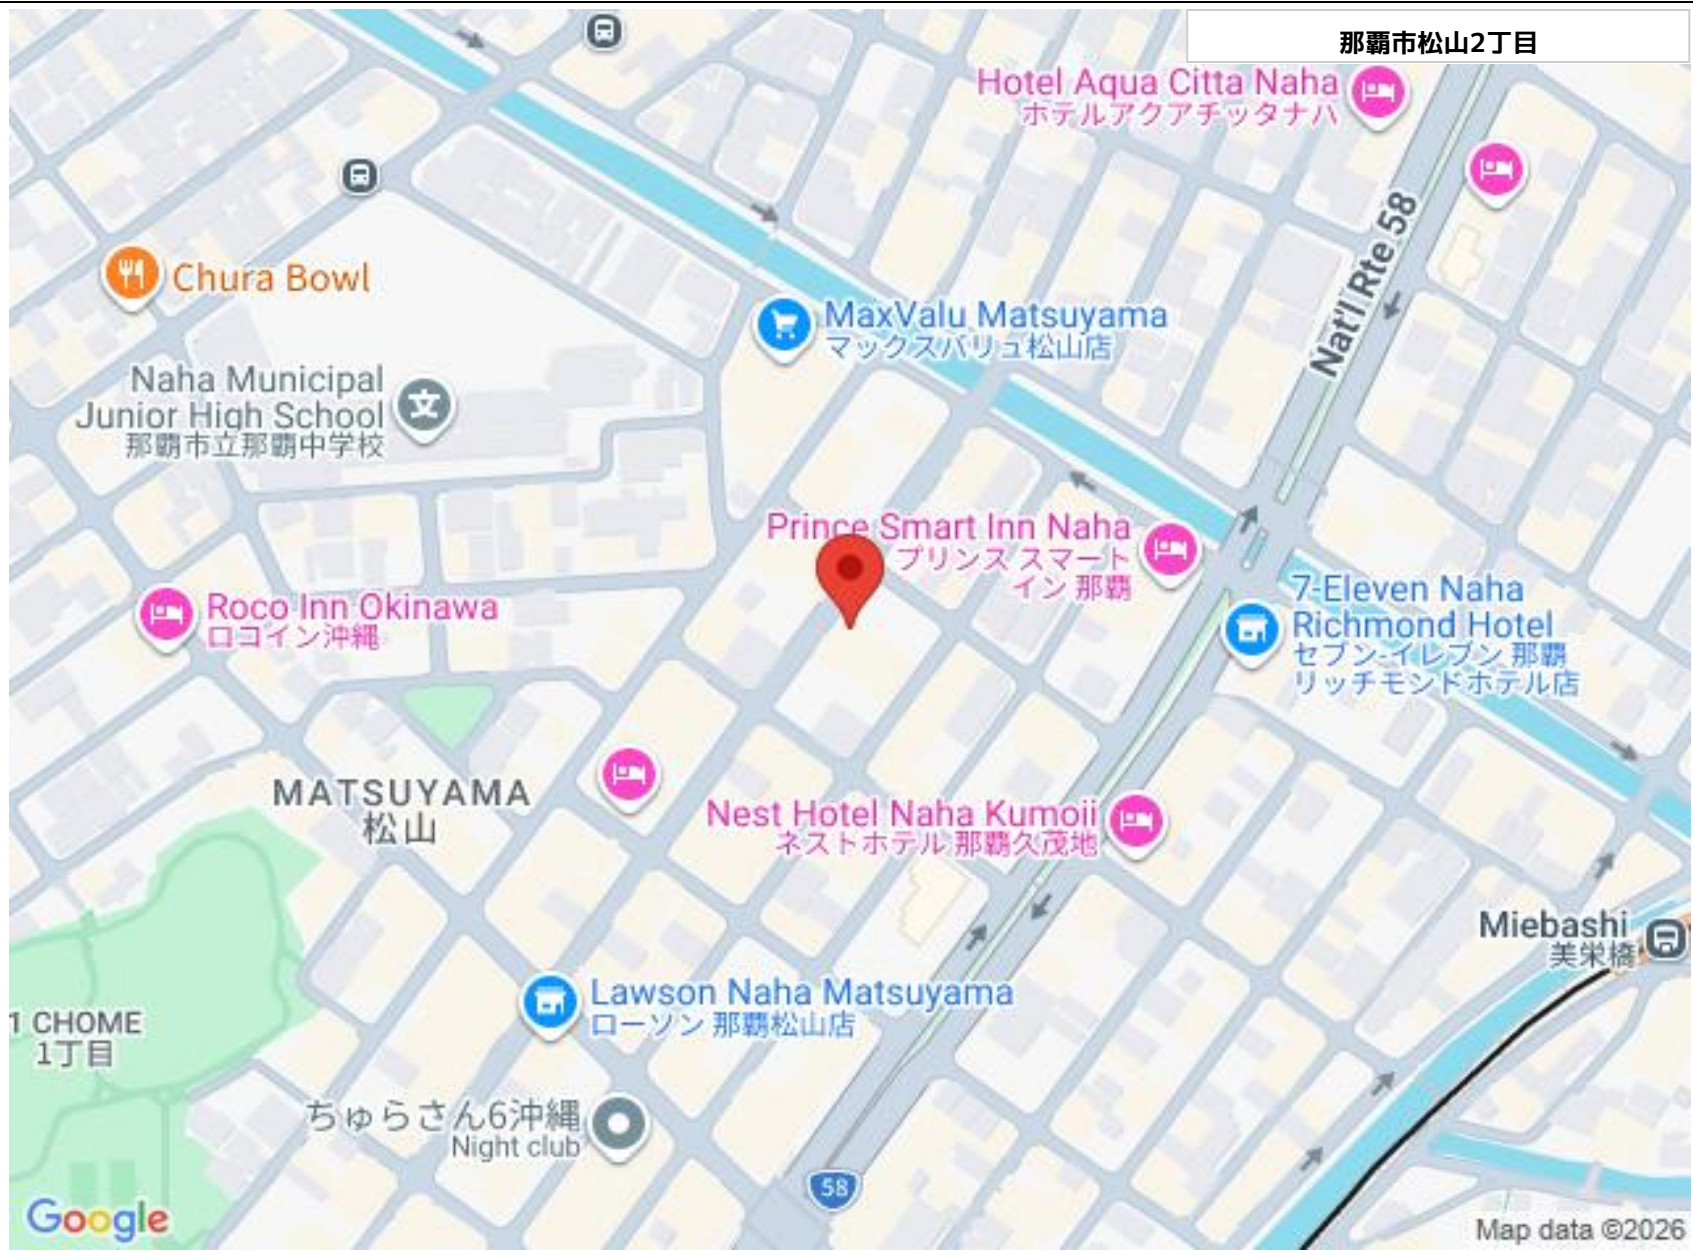 那覇市松山2丁目
Hotel Aqua Citta Naha
ホテルアクアチッタナハ
Nat'l Rte 58
Chura Bowl
MaxValu Matsuyama
マックスバリュ松山店
Naha Municipal
Junior High School
那覇市立那覇中学校
Prince Smart Inn Naha
プリンス スマート
イン 那覇
7-Eleven Naha
Richmond Hotel
セブン-イレブン 那覇
リッチモンドホテル店
Roco Inn Okinawa
ロコイン沖縄
MATSUYAMA
松山
Nest Hotel Naha Kumoji
ネストホテル 那覇久茂地
Miebashi
美栄橋
Lawson Naha Matsuyama
ローソン 那覇松山店
1 CHOME
1丁目
ちゅらさん6沖縄
Night club
58
Google
Map data ©2026